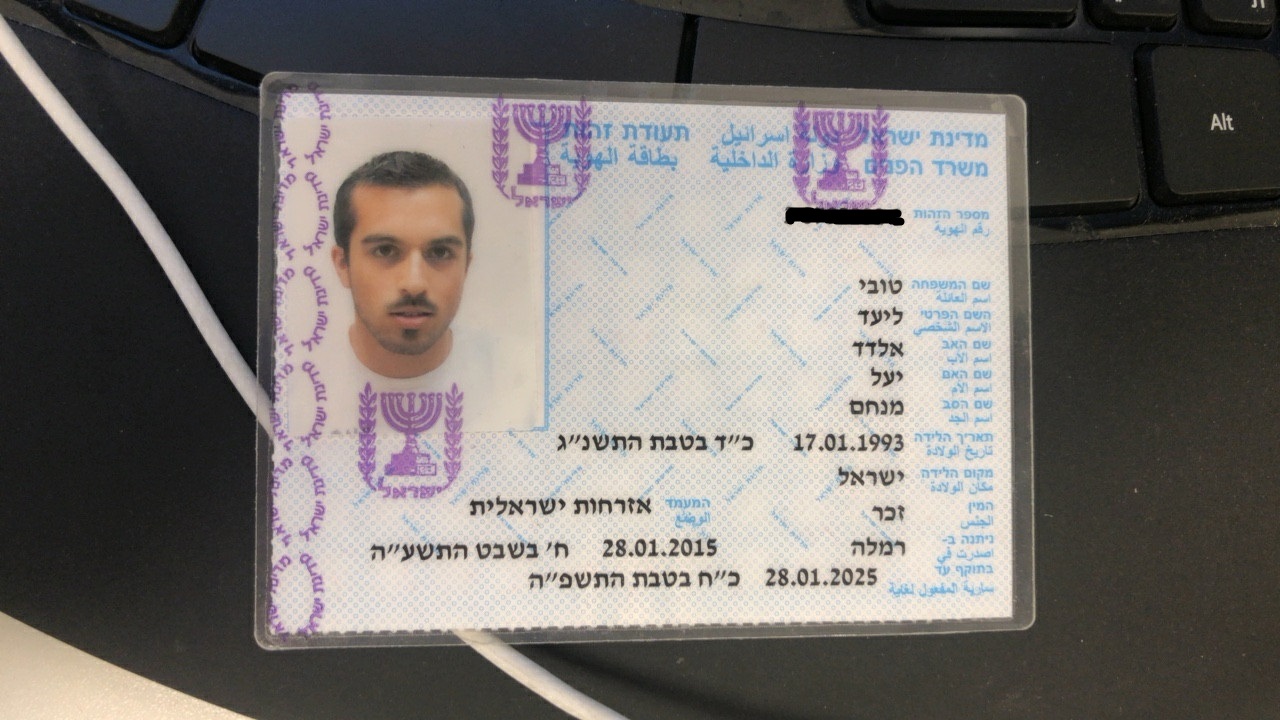 מדינת ישראל دولة اسرائيل תעודת זהות
משרד הפנים وزارة الداخلية بطاقة الهوية
ישראל
ישראל
מספר הזהות
رقم الهوية
שם המשפחה טובי
اسم العائلة
השם הפרטי ליעד
الاسم الشخصي
שם האב אלדד
اسم الاب
שם האם יעל
اسم الام
שם הסב מנחם
اسم الجد
תאריך הלידה 17.01.1993 כ"ד בטבת התשנ"ג
تاريخ الولادة
מקום הלידה ישראל
مكان الولادة
המין זכר המעמד אזרחות ישראלית
الجنس الوضع
ניתנה ב- רמלה 28.01.2015 ח' בשבט התשע"ה
اصدرت في
בתוקף עד 28.01.2025 כ"ח בטבת התשפ"ה
سارية المفعول لغاية
ישראל
מדינת ישראל
Alt